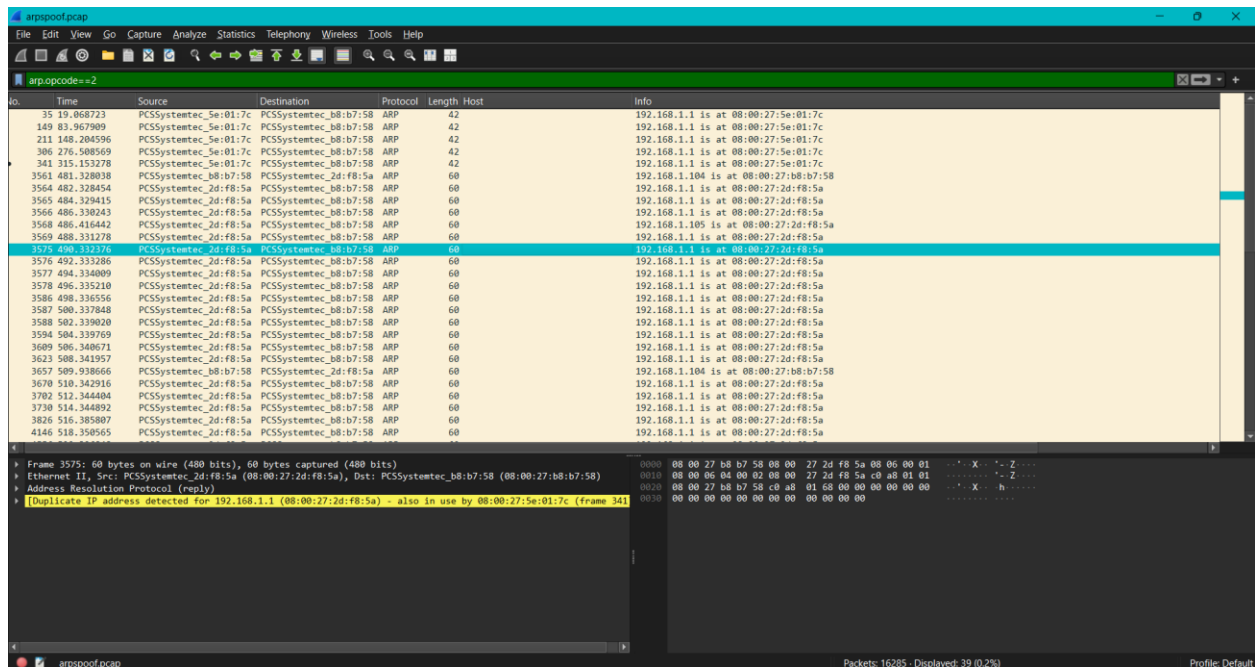 arpspoof.pcap
File Edit View Go Capture Analyze Statistics Telephony Wireless Tools Help
arp.opcode==2
No. Time Source Destination Protocol Length Host Info
35 19.068723 PCSSystemtec_5e:01:7c PCSSystemtec_b8:b7:58 ARP 42 192.168.1.1 is at 08:00:27:5e:01:7c
149 83.967909 PCSSystemtec_5e:01:7c PCSSystemtec_b8:b7:58 ARP 42 192.168.1.1 is at 08:00:27:5e:01:7c
211 148.204596 PCSSystemtec_5e:01:7c PCSSystemtec_b8:b7:58 ARP 42 192.168.1.1 is at 08:00:27:5e:01:7c
306 276.508569 PCSSystemtec_5e:01:7c PCSSystemtec_b8:b7:58 ARP 42 192.168.1.1 is at 08:00:27:5e:01:7c
341 315.153278 PCSSystemtec_5e:01:7c PCSSystemtec_b8:b7:58 ARP 42 192.168.1.1 is at 08:00:27:5e:01:7c
3561 481.328038 PCSSystemtec_b8:b7:58 PCSSystemtec_2d:f8:5a ARP 60 192.168.1.104 is at 08:00:27:b8:b7:58
3564 482.328454 PCSSystemtec_2d:f8:5a PCSSystemtec_b8:b7:58 ARP 60 192.168.1.1 is at 08:00:27:2d:f8:5a
3565 484.329415 PCSSystemtec_2d:f8:5a PCSSystemtec_b8:b7:58 ARP 60 192.168.1.1 is at 08:00:27:2d:f8:5a
3566 486.330243 PCSSystemtec_2d:f8:5a PCSSystemtec_b8:b7:58 ARP 60 192.168.1.1 is at 08:00:27:2d:f8:5a
3568 486.416442 PCSSystemtec_2d:f8:5a PCSSystemtec_b8:b7:58 ARP 60 192.168.1.105 is at 08:00:27:2d:f8:5a
3569 488.331278 PCSSystemtec_2d:f8:5a PCSSystemtec_b8:b7:58 ARP 60 192.168.1.1 is at 08:00:27:2d:f8:5a
3575 490.332376 PCSSystemtec_2d:f8:5a PCSSystemtec_b8:b7:58 ARP 60 192.168.1.1 is at 08:00:27:2d:f8:5a
3576 492.333286 PCSSystemtec_2d:f8:5a PCSSystemtec_b8:b7:58 ARP 60 192.168.1.1 is at 08:00:27:2d:f8:5a
3577 494.334009 PCSSystemtec_2d:f8:5a PCSSystemtec_b8:b7:58 ARP 60 192.168.1.1 is at 08:00:27:2d:f8:5a
3578 496.335210 PCSSystemtec_2d:f8:5a PCSSystemtec_b8:b7:58 ARP 60 192.168.1.1 is at 08:00:27:2d:f8:5a
3586 498.336556 PCSSystemtec_2d:f8:5a PCSSystemtec_b8:b7:58 ARP 60 192.168.1.1 is at 08:00:27:2d:f8:5a
3587 500.337848 PCSSystemtec_2d:f8:5a PCSSystemtec_b8:b7:58 ARP 60 192.168.1.1 is at 08:00:27:2d:f8:5a
3588 502.339020 PCSSystemtec_2d:f8:5a PCSSystemtec_b8:b7:58 ARP 60 192.168.1.1 is at 08:00:27:2d:f8:5a
3594 504.339769 PCSSystemtec_2d:f8:5a PCSSystemtec_b8:b7:58 ARP 60 192.168.1.1 is at 08:00:27:2d:f8:5a
3609 506.340671 PCSSystemtec_2d:f8:5a PCSSystemtec_b8:b7:58 ARP 60 192.168.1.1 is at 08:00:27:2d:f8:5a
3623 508.341957 PCSSystemtec_2d:f8:5a PCSSystemtec_b8:b7:58 ARP 60 192.168.1.1 is at 08:00:27:2d:f8:5a
3657 509.938666 PCSSystemtec_b8:b7:58 PCSSystemtec_2d:f8:5a ARP 60 192.168.1.104 is at 08:00:27:b8:b7:58
3670 510.342916 PCSSystemtec_2d:f8:5a PCSSystemtec_b8:b7:58 ARP 60 192.168.1.1 is at 08:00:27:2d:f8:5a
3702 512.344404 PCSSystemtec_2d:f8:5a PCSSystemtec_b8:b7:58 ARP 60 192.168.1.1 is at 08:00:27:2d:f8:5a
3730 514.344892 PCSSystemtec_2d:f8:5a PCSSystemtec_b8:b7:58 ARP 60 192.168.1.1 is at 08:00:27:2d:f8:5a
3826 516.385807 PCSSystemtec_2d:f8:5a PCSSystemtec_b8:b7:58 ARP 60 192.168.1.1 is at 08:00:27:2d:f8:5a
4146 518.350565 PCSSystemtec_2d:f8:5a PCSSystemtec_b8:b7:58 ARP 60 192.168.1.1 is at 08:00:27:2d:f8:5a
Frame 3575: 60 bytes on wire (480 bits), 60 bytes captured (480 bits)
Ethernet II, Src: PCSSystemtec_2d:f8:5a (08:00:27:2d:f8:5a), Dst: PCSSystemtec_b8:b7:58 (08:00:27:b8:b7:58)
Address Resolution Protocol (reply)
[Duplicate IP address detected for 192.168.1.1 (08:00:27:2d:f8:5a) - also in use by 08:00:27:5e:01:7c (frame 341
0000 08 00 27 b8 b7 58 08 00 27 2d f8 5a 08 06 00 01 ··'··X·· '-·Z····
0010 08 00 06 04 00 02 08 00 27 2d f8 5a c0 a8 01 01 ········ '-·Z····
0020 08 00 27 b8 b7 58 c0 a8 01 68 00 00 00 00 00 00 ··'··X·· ·h······
0030 00 00 00 00 00 00 00 00 00 00 00 00 ········ ····
arpspoof.pcap
Packets: 16285 · Displayed: 39 (0.2%)
Profile: Default